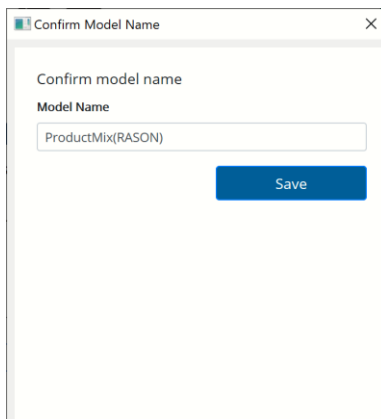 Confirm Model Name
Confirm model name
Model Name
ProductMix(RASON)
Save